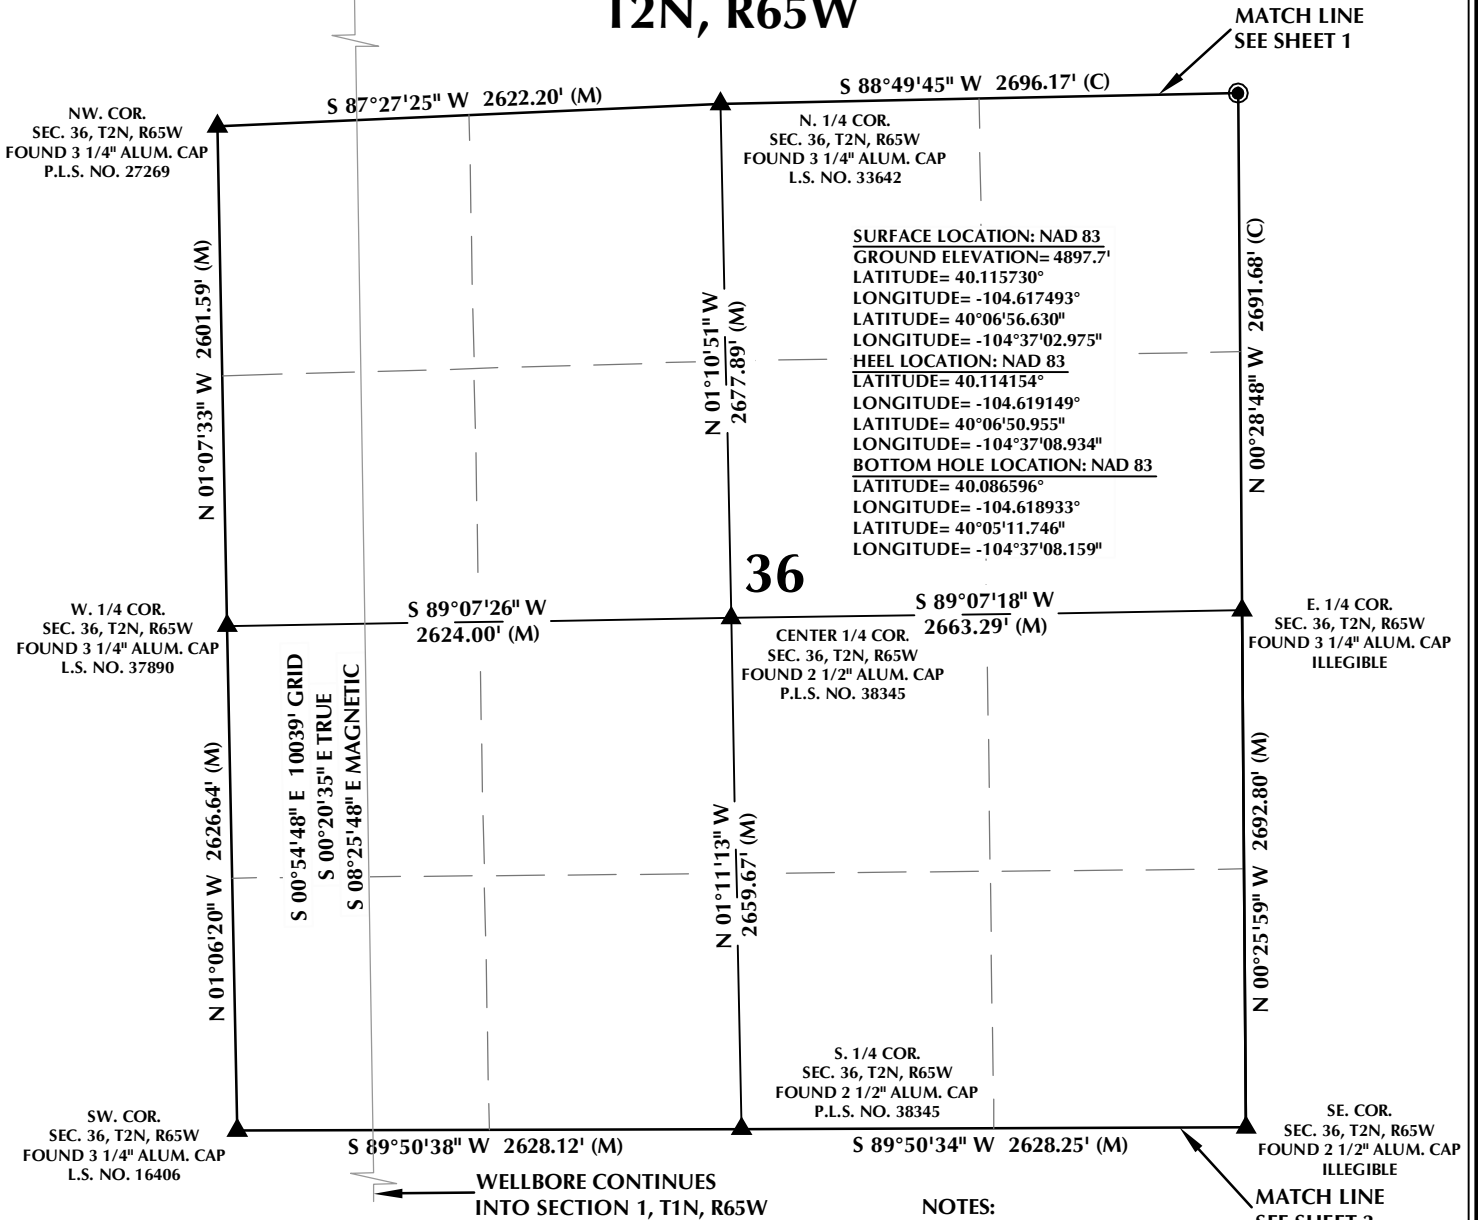 T2N, R65W
MATCH LINE
SEE SHEET 1
S 87°27'25" W 2622.20' (M)
S 88°49'45" W 2696.17' (C)
NW. COR.
SEC. 36, T2N, R65W
FOUND 3 1/4" ALUM. CAP
P.L.S. NO. 27269
N. 1/4 COR.
SEC. 36, T2N, R65W
FOUND 3 1/4" ALUM. CAP
L.S. NO. 33642
N 01°07'33" W 2601.59' (M)
N 01°10'51" W
2677.89' (M)
SURFACE LOCATION: NAD 83
GROUND ELEVATION= 4897.7'
LATITUDE= 40.115730°
LONGITUDE= -104.617493°
LATITUDE= 40°06'56.630"
LONGITUDE= -104°37'02.975"
HEEL LOCATION: NAD 83
LATITUDE= 40.114154°
LONGITUDE= -104.619149°
LATITUDE= 40°06'50.955"
LONGITUDE= -104°37'08.934"
BOTTOM HOLE LOCATION: NAD 83
LATITUDE= 40.086596°
LONGITUDE= -104.618933°
LATITUDE= 40°05'11.746"
LONGITUDE= -104°37'08.159"
N 00°28'48" W 2691.68' (C)
36
W. 1/4 COR.
SEC. 36, T2N, R65W
FOUND 3 1/4" ALUM. CAP
L.S. NO. 37890
S 89°07'26" W
2624.00' (M)
S 89°07'18" W
2663.29' (M)
CENTER 1/4 COR.
SEC. 36, T2N, R65W
FOUND 2 1/2" ALUM. CAP
P.L.S. NO. 38345
E. 1/4 COR.
SEC. 36, T2N, R65W
FOUND 3 1/4" ALUM. CAP
ILLEGIBLE
N 01°06'20" W 2626.64' (M)
S 00°54'48" E 10039' GRID
S 00°20'35" E TRUE
S 08°25'48" E MAGNETIC
N 01°11'13" W
2659.67' (M)
N 00°25'59" W 2692.80' (M)
SW. COR.
SEC. 36, T2N, R65W
FOUND 3 1/4" ALUM. CAP
L.S. NO. 16406
S. 1/4 COR.
SEC. 36, T2N, R65W
FOUND 2 1/2" ALUM. CAP
P.L.S. NO. 38345
SE. COR.
SEC. 36, T2N, R65W
FOUND 2 1/2" ALUM. CAP
ILLEGIBLE
S 89°50'38" W 2628.12' (M)
S 89°50'34" W 2628.25' (M)
WELLBORE CONTINUES
INTO SECTION 1, T1N, R65W
NOTES:
MATCH LINE
SEE SHEET